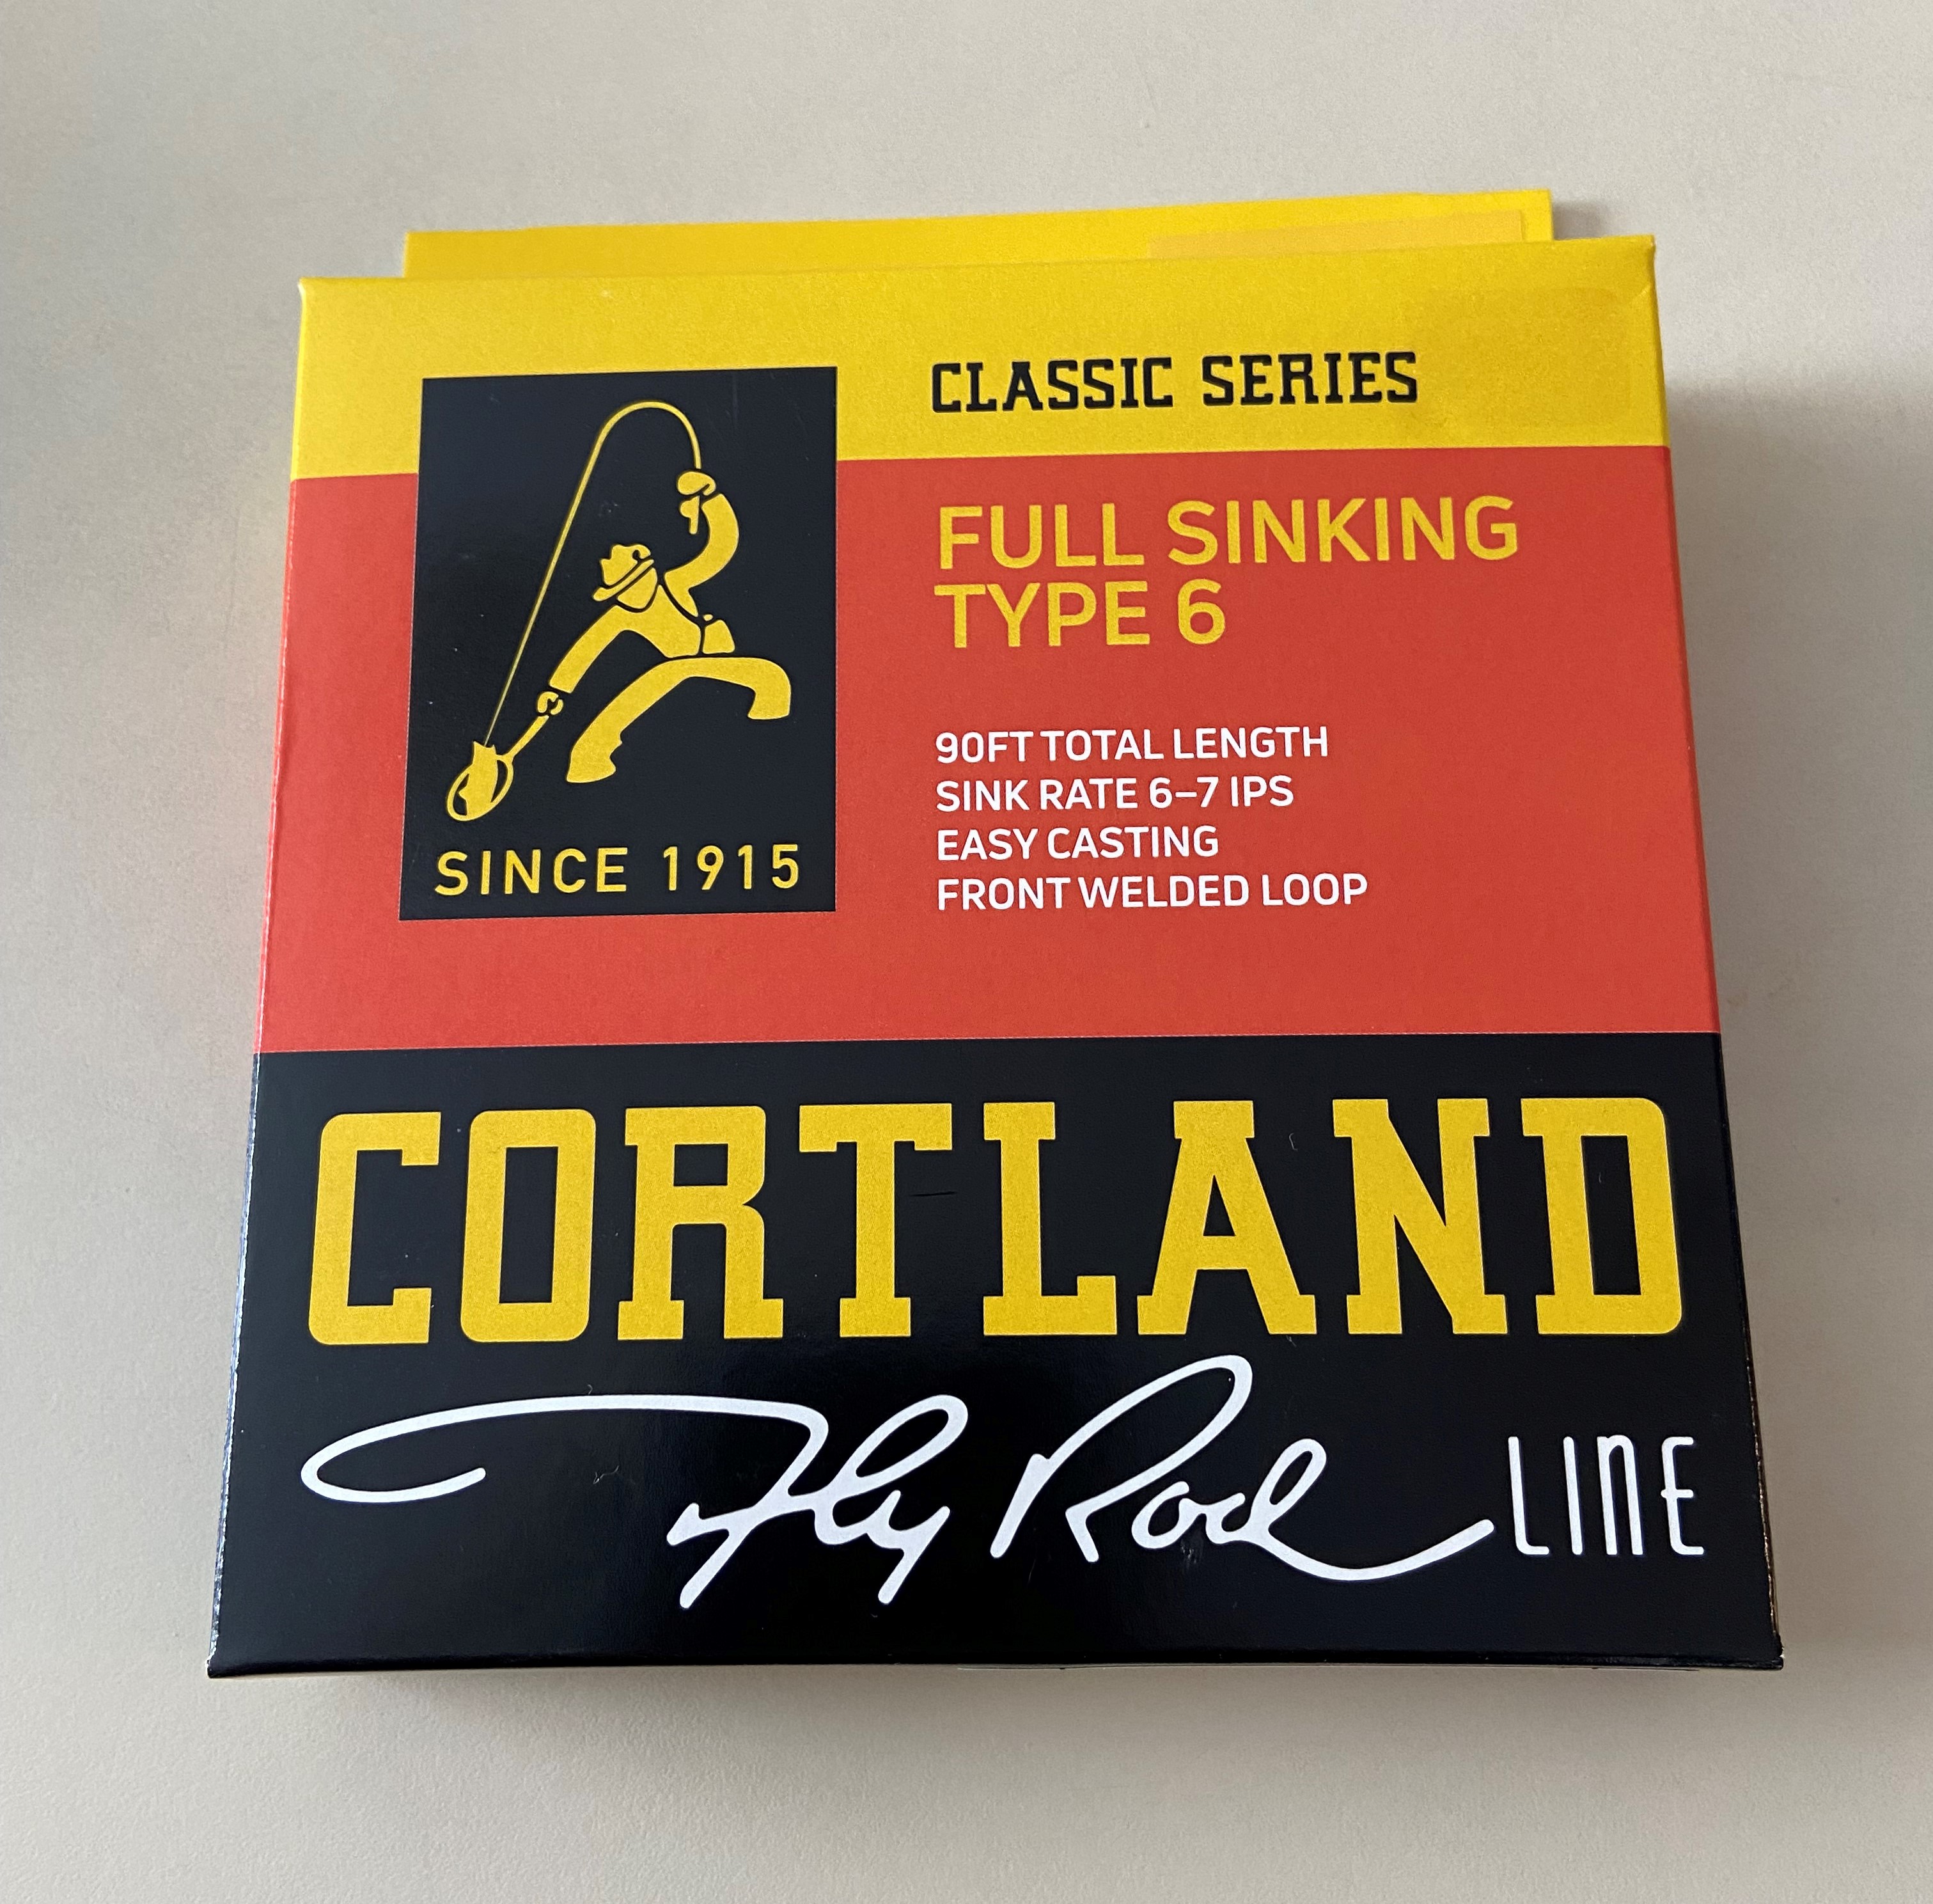 CLASSIC SERIES
FULL SINKING
TYPE 6
90FT TOTAL LENGTH
SINK RATE 6–7 IPS
EASY CASTING
FRONT WELDED LOOP
SINCE 1915
CORTLAND
Fly Rod LINE